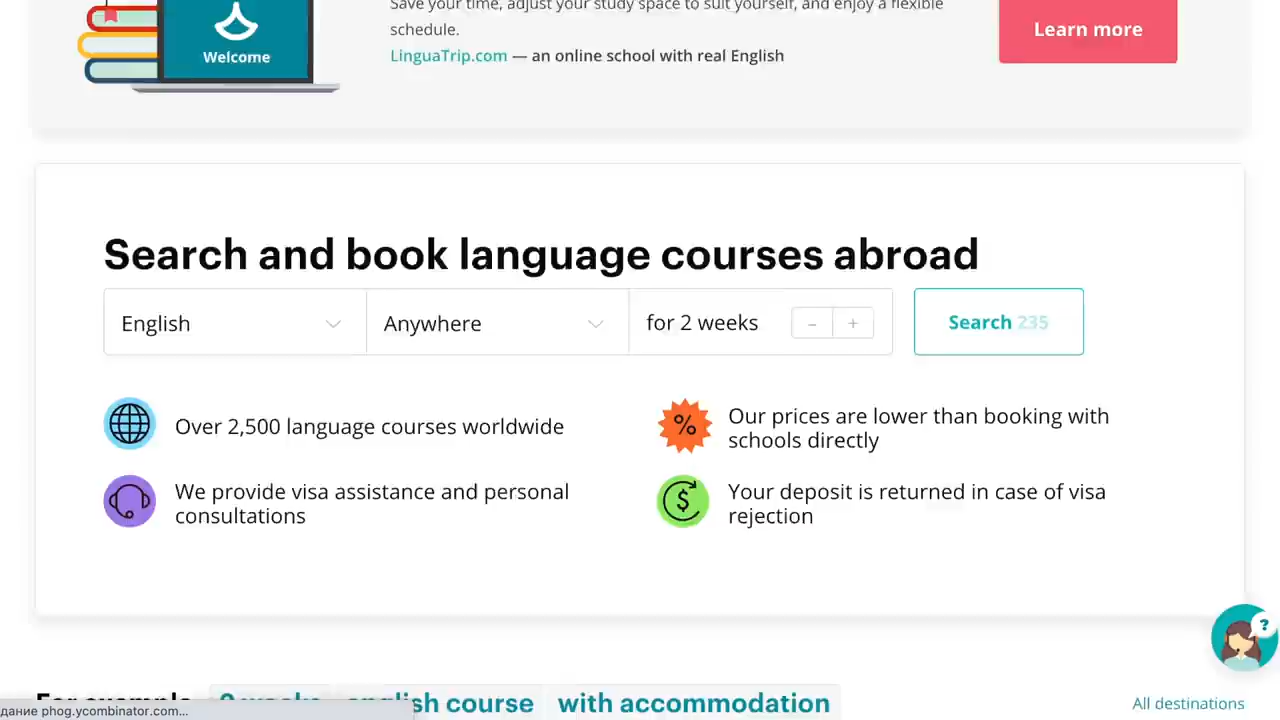 Save your time, adjust your study space to suit yourself, and enjoy a flexible
schedule.
LinguaTrip.com — an online school with real English
Welcome
Learn more
Search and book language courses abroad
English
Anywhere
for 2 weeks
– +
Search 235
Over 2,500 language courses worldwide
Our prices are lower than booking with
schools directly
We provide visa assistance and personal
consultations
Your deposit is returned in case of visa
rejection
?
For example
english course with accommodation
All destinations
дание phog.ycombinator.com...